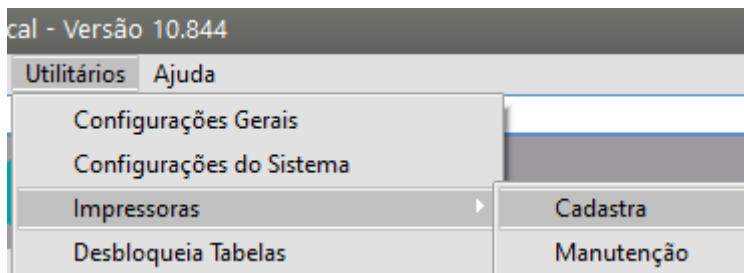 cal - Versão 10.844
Utilitários Ajuda
Configurações Gerais
Configurações do Sistema
Impressoras Cadastra
Desbloqueia Tabelas Manutenção